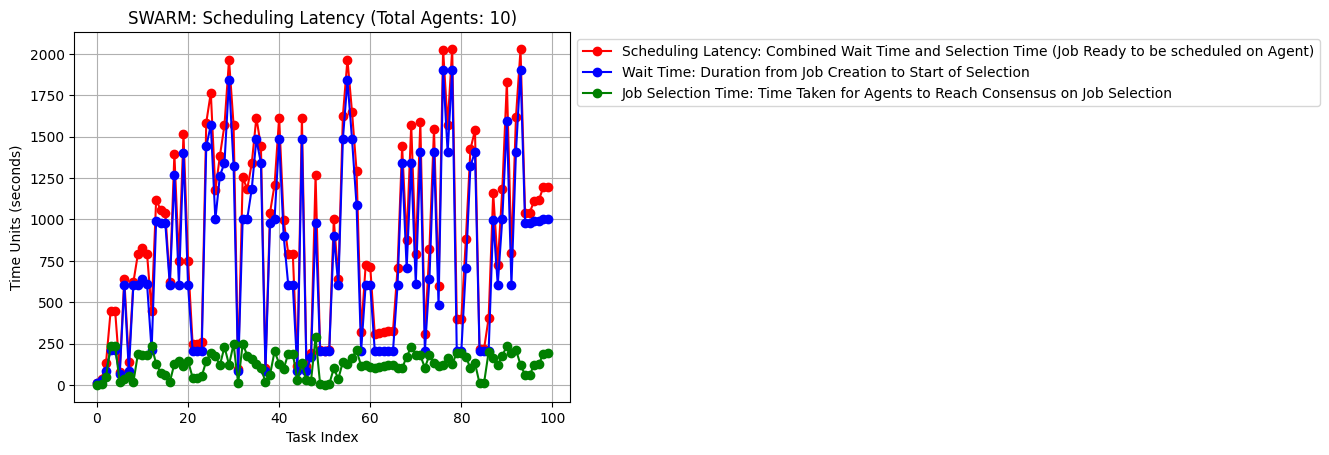 SWARM: Scheduling Latency (Total Agents: 10)
Scheduling Latency: Combined Wait Time and Selection Time (Job Ready to be scheduled on Agent)
Wait Time: Duration from Job Creation to Start of Selection
Job Selection Time: Time Taken for Agents to Reach Consensus on Job Selection
Time Units (seconds)
2000
1750
1500
1250
1000
750
500
250
0
0 20 40 60 80 100
Task Index